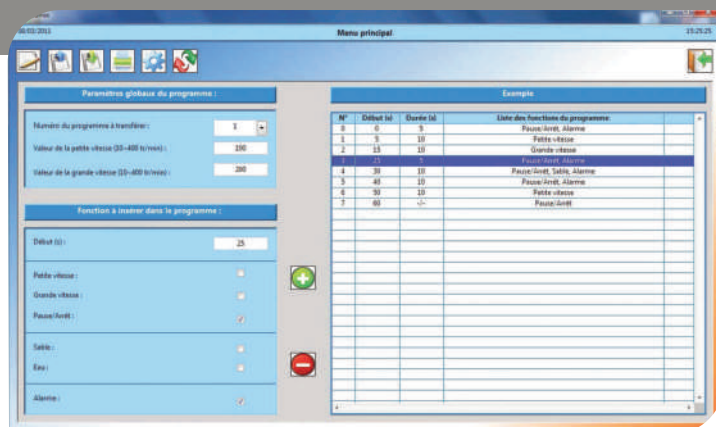 Menu principal
15:25:25
Paramètres globaux du programme :
Numéro du programme à transférer :
1
Valeur de la petite vitesse (10~400 tr/min) :
Valeur de la grande vitesse (10~400 tr/min) :
Fonction à insérer dans le programme :
Début (s) :
25
Petite vitesse :
Grande vitesse :
Pause/Arrêt :
Sable :
Eau :
Alarme :
Exemple
N° Début (s) Durée (s) Liste des fonctions du programme
0 0 5 Pause/Arrêt, Alarme
1 5 10 Petite vitesse
2 15 10 Grande vitesse
3 25 5 Pause/Arrêt, Alarme
4 30 10 Pause/Arrêt, Sable, Alarme
5 40 10 Pause/Arrêt, Alarme
6 50 10 Petite vitesse
7 60 -/- Pause/Arrêt